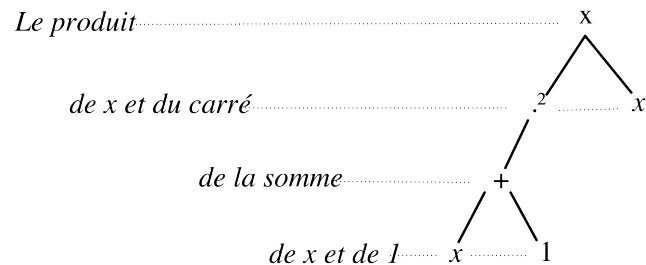 Le produit x
de x et du carré .² x
de la somme +
de x et de 1 x 1